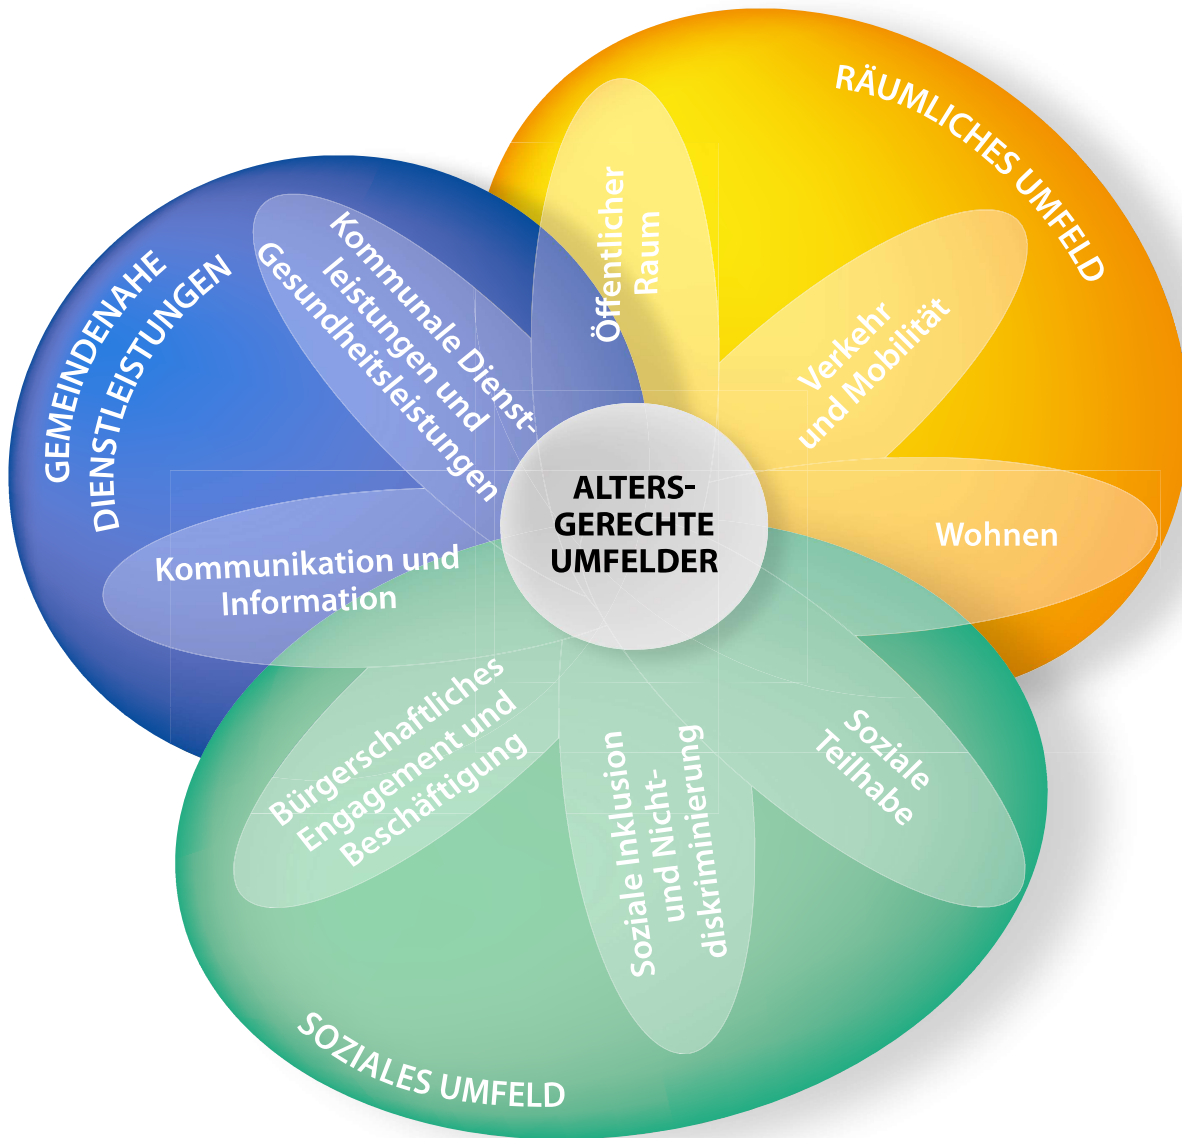 RÄUMLICHES UMFELD
Öffentlicher
Raum
Verkehr
und Mobilität
Wohnen
GEMEINDENAHE
DIENSTLEISTUNGEN
Kommunale Dienst-
leistungen und
Gesundheitsleistungen
Kommunikation und
Information
ALTERS-
GERECHTE
UMFELDER
Bürgerschaftliches
Engagement und
Beschäftigung
Soziale Inklusion
und Nicht-
diskriminierung
Soziale
Teilhabe
SOZIALES UMFELD